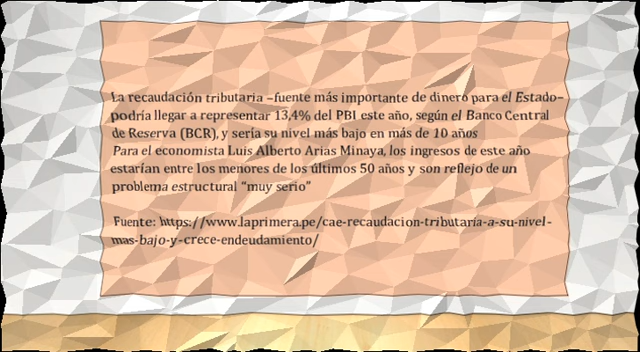 La recaudación tributaria –fuente más importante de dinero para el Estado–
podría llegar a representar 13,4% del PBI este año, según el Banco Central
de Reserva (BCR), y sería su nivel más bajo en más de 10 años
Para el economista Luis Alberto Arias Minaya, los ingresos de este año
estarían entre los menores de los últimos 50 años y son reflejo de un
problema estructural “muy serio”
Fuente: https://www.laprimera.pe/cae-recaudacion-tributaria-a-su-nivel-
mas-bajo-y-crece-endeudamiento/